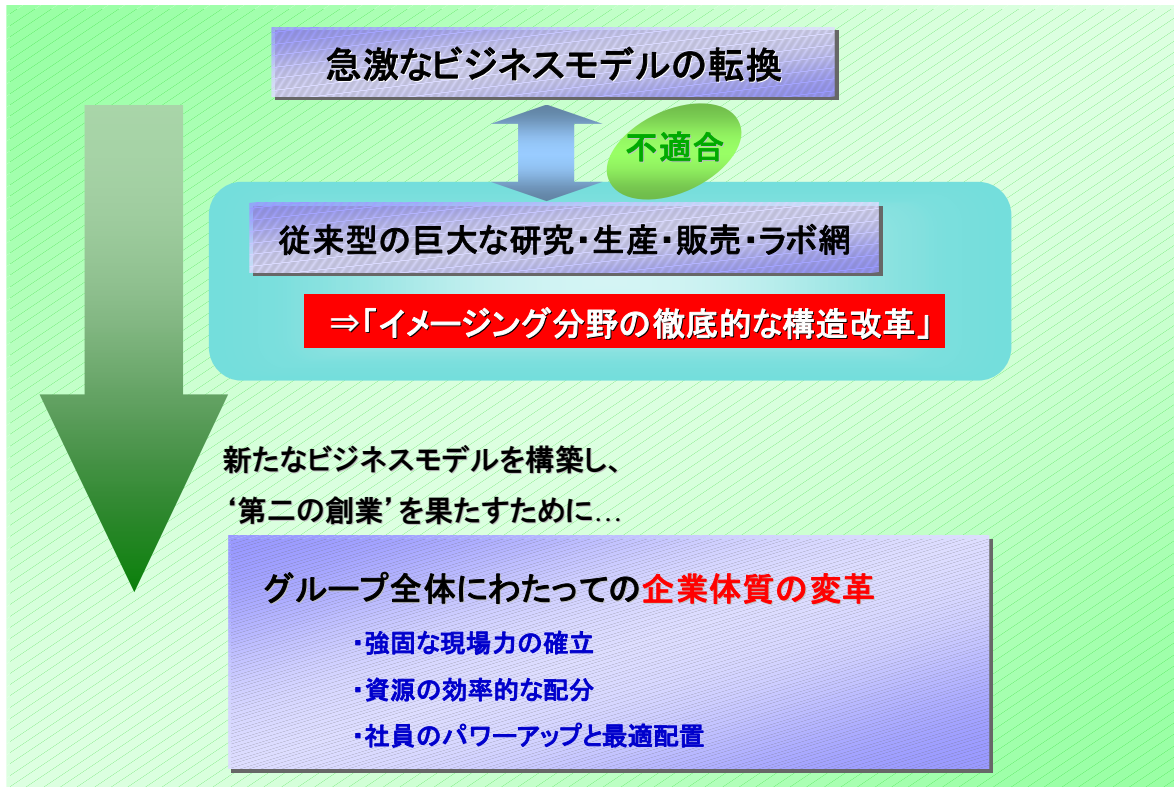 急激なビジネスモデルの転換
不適合
従来型の巨大な研究・生産・販売・ラボ網
⇒「イメージング分野の徹底的な構造改革」
新たなビジネスモデルを構築し、
‘第二の創業’を果たすために…
グループ全体にわたっての企業体質の変革
・強固な現場力の確立
・資源の効率的な配分
・社員のパワーアップと最適配置